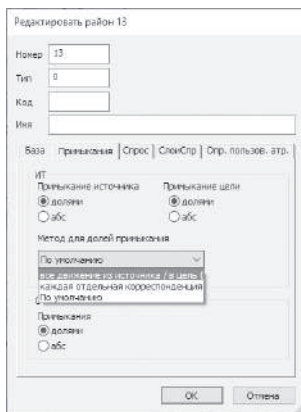 Редактировать район 13
Номер 13
Тип 0
Код
Имя
База Примыкания Спрос СлоиСпр Опр. пользов. атр.
ИТ
Примыкание источника Примыкание цели
долями долями
абс абс
Метод для долей примыкания
По умолчанию
все движение из источника / в цель
каждая отдельная корреспонденция
По умолчанию
Примыкания
долями
абс
OK Отмена